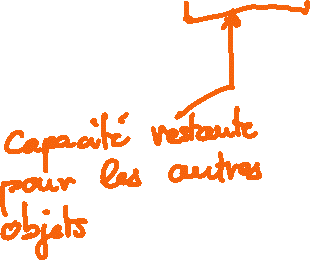 Capacité restante
pour les autres
objets